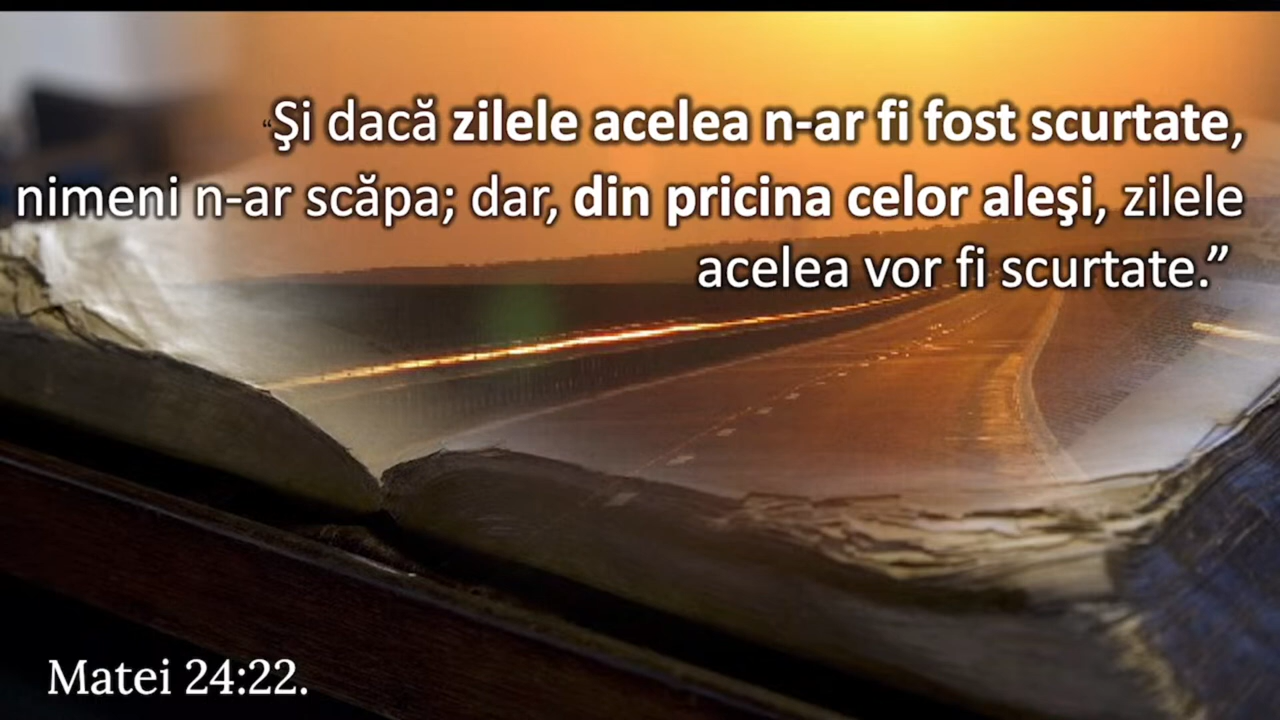 “Şi dacă zilele acelea n-ar fi fost scurtate,
nimeni n-ar scăpa; dar, din pricina celor aleşi, zilele
acelea vor fi scurtate.”
Matei 24:22.